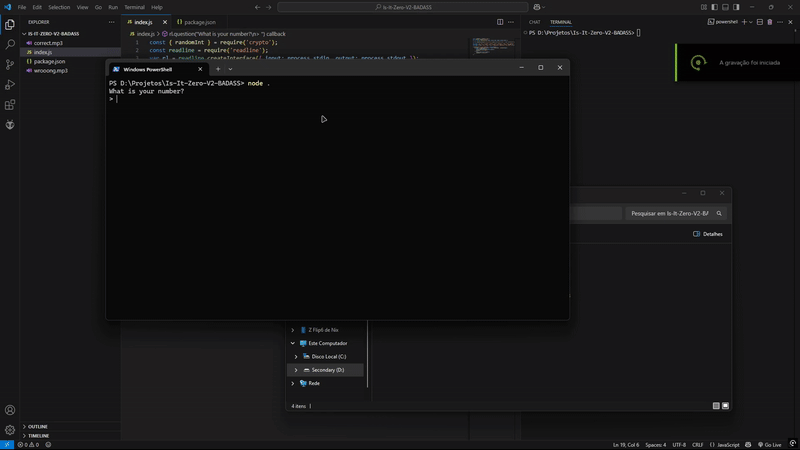 File Edit Selection View Go Run Terminal Help
Is-It-Zero-V2-BADASS
EXPLORER
IS-IT-ZERO-V2-BADASS
correct.mp3
index.js
package.json
wrooong.mp3
OUTLINE
TIMELINE
index.js
package.json
index.js > rl.question("What is your number?\n> ") callback
1 const { randomInt } = require('crypto');
2 const readline = require('readline');
3 var rl = readline.createInterface({ input: process.stdin, output: process.stdout });
CHAT TERMINAL
powershell
PS D:\Projetos\Is-It-Zero-V2-BADASS>
A gravação foi iniciada
Windows PowerShell
PS D:\Projetos\Is-It-Zero-V2-BADASS> node .
What is your number?
>
Pesquisar em Is-It-Zero-V2-BA
Detalhes
Z Flip6 de Nio
Este Computador
Disco Local (C:)
Secondary (D:)
Rede
4 itens
0 0
Ln 19, Col 6 Spaces: 4 UTF-8 CRLF {} JavaScript Go Live